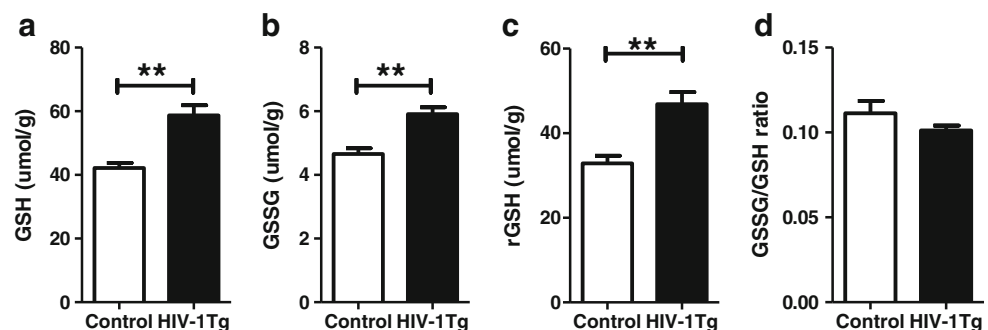 a
80
60
40
20
0
GSH (umol/g)
**
Control HIV-1Tg
b
8
6
4
2
0
GSSG (umol/g)
**
Control HIV-1Tg
c
60
40
20
0
rGSH (umol/g)
**
Control HIV-1Tg
d
0.15
0.10
0.05
0.00
GSSG/GSH ratio
Control HIV-1Tg